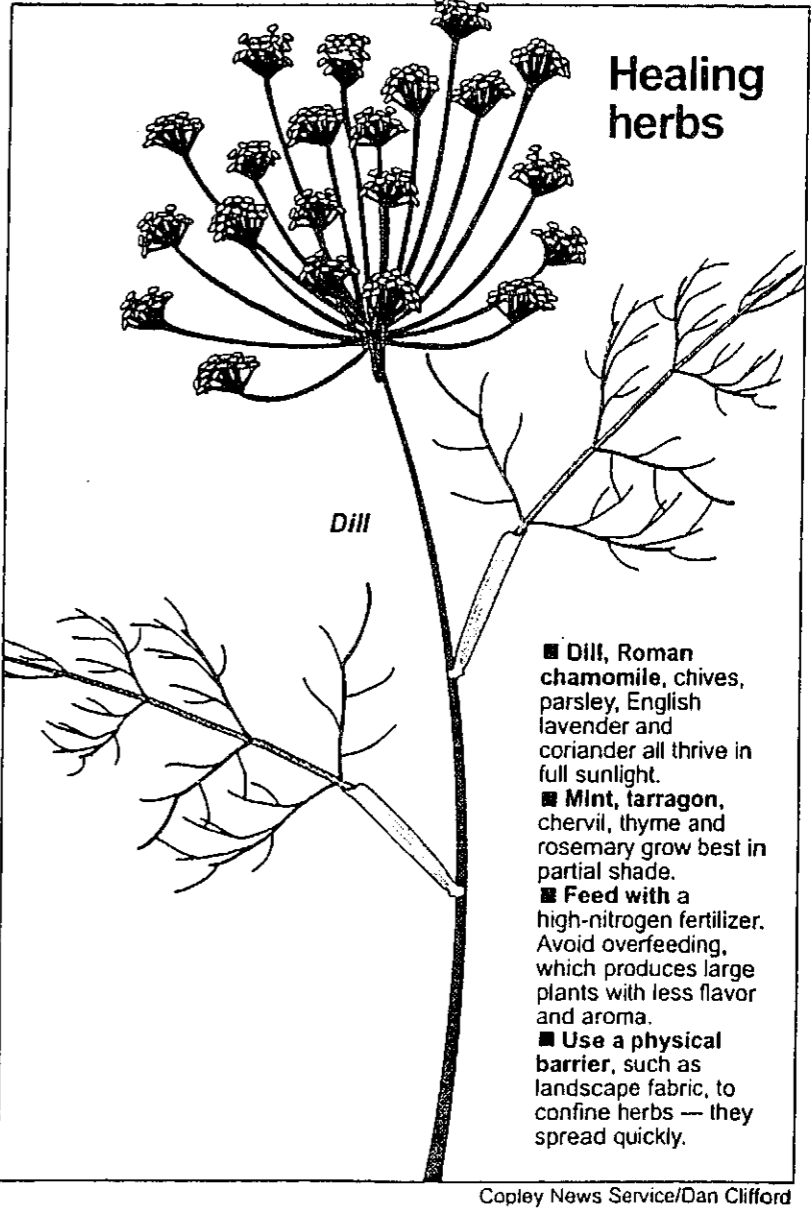 Healing
herbs
Dill
■ Dill, Roman
chamomile, chives,
parsley, English
lavender and
coriander all thrive in
full sunlight.
■ Mint, tarragon,
chervil, thyme and
rosemary grow best in
partial shade.
■ Feed with a
high-nitrogen fertilizer.
Avoid overfeeding,
which produces large
plants with less flavor
and aroma.
■ Use a physical
barrier, such as
landscape fabric, to
confine herbs — they
spread quickly.
Copley News Service/Dan Clifford